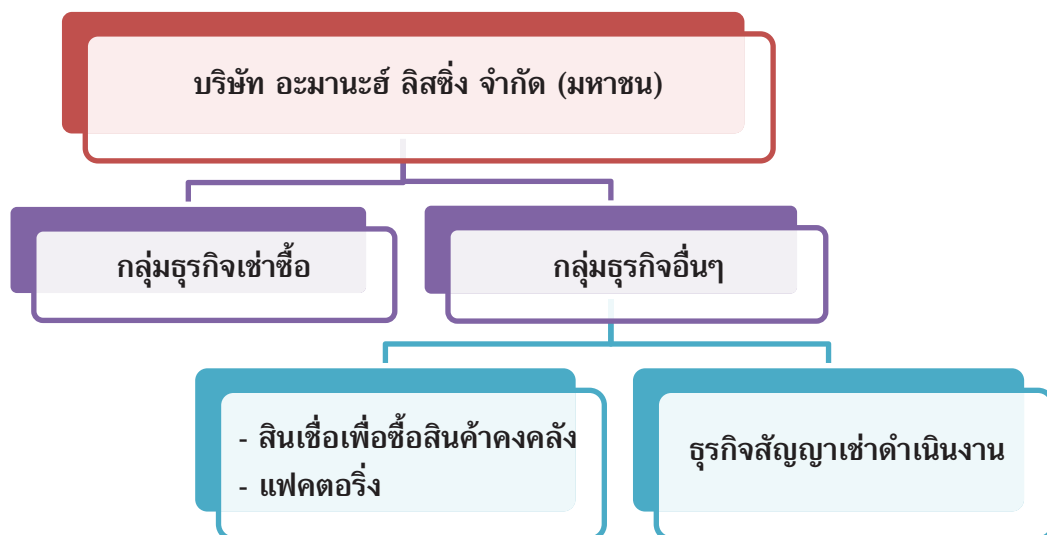 บริษัท อะมานะฮ์ ลิสซิ่ง จำกัด (มหาชน)
กลุ่มธุรกิจเช่าซื้อ
กลุ่มธุรกิจอื่นๆ
- สินเชื่อเพื่อซื้อสินค้าคงคลัง
- แฟคตอริ่ง
ธุรกิจสัญญาเช่าดำเนินงาน